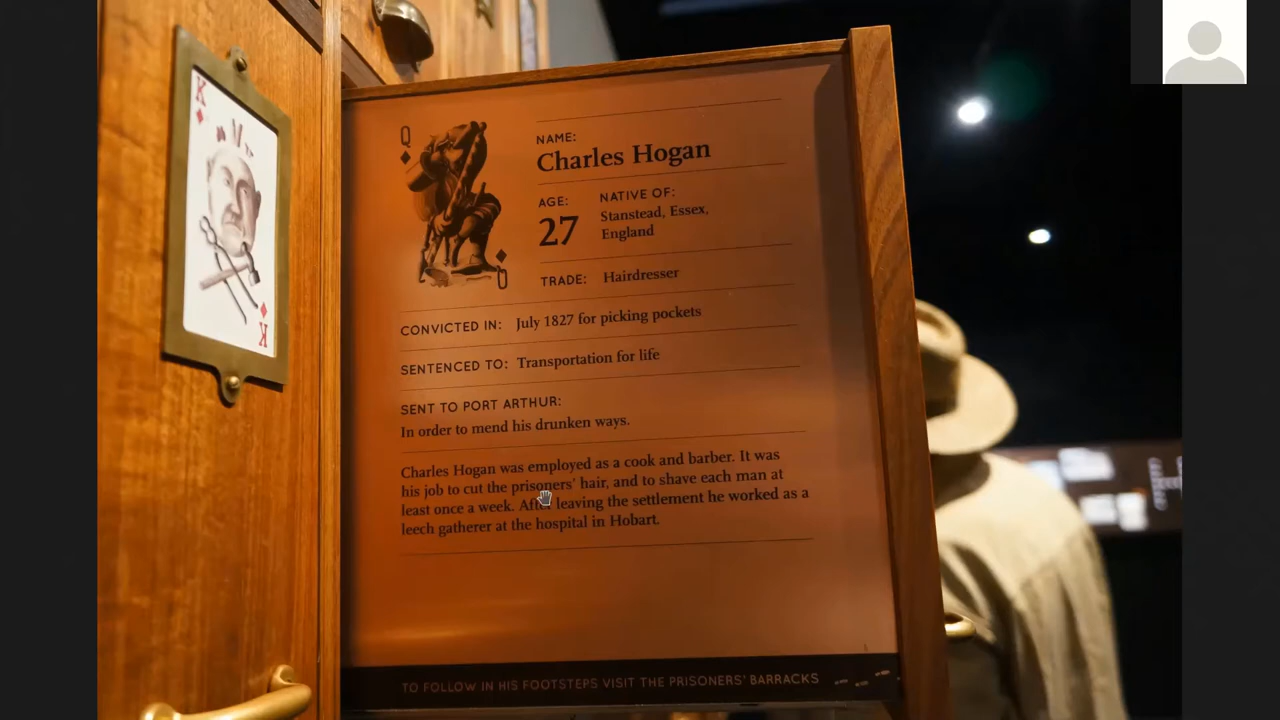 K
K
Q
NAME:
Charles Hogan
AGE:
27
NATIVE OF:
Stanstead, Essex,
England
Q
TRADE: Hairdresser
CONVICTED IN: July 1827 for picking pockets
SENTENCED TO: Transportation for life
SENT TO PORT ARTHUR:
In order to mend his drunken ways.
Charles Hogan was employed as a cook and barber. It was
his job to cut the prisoners' hair, and to shave each man at
least once a week. After leaving the settlement he worked as a
leech gatherer at the hospital in Hobart.
TO FOLLOW IN HIS FOOTSTEPS VISIT THE PRISONERS' BARRACKS